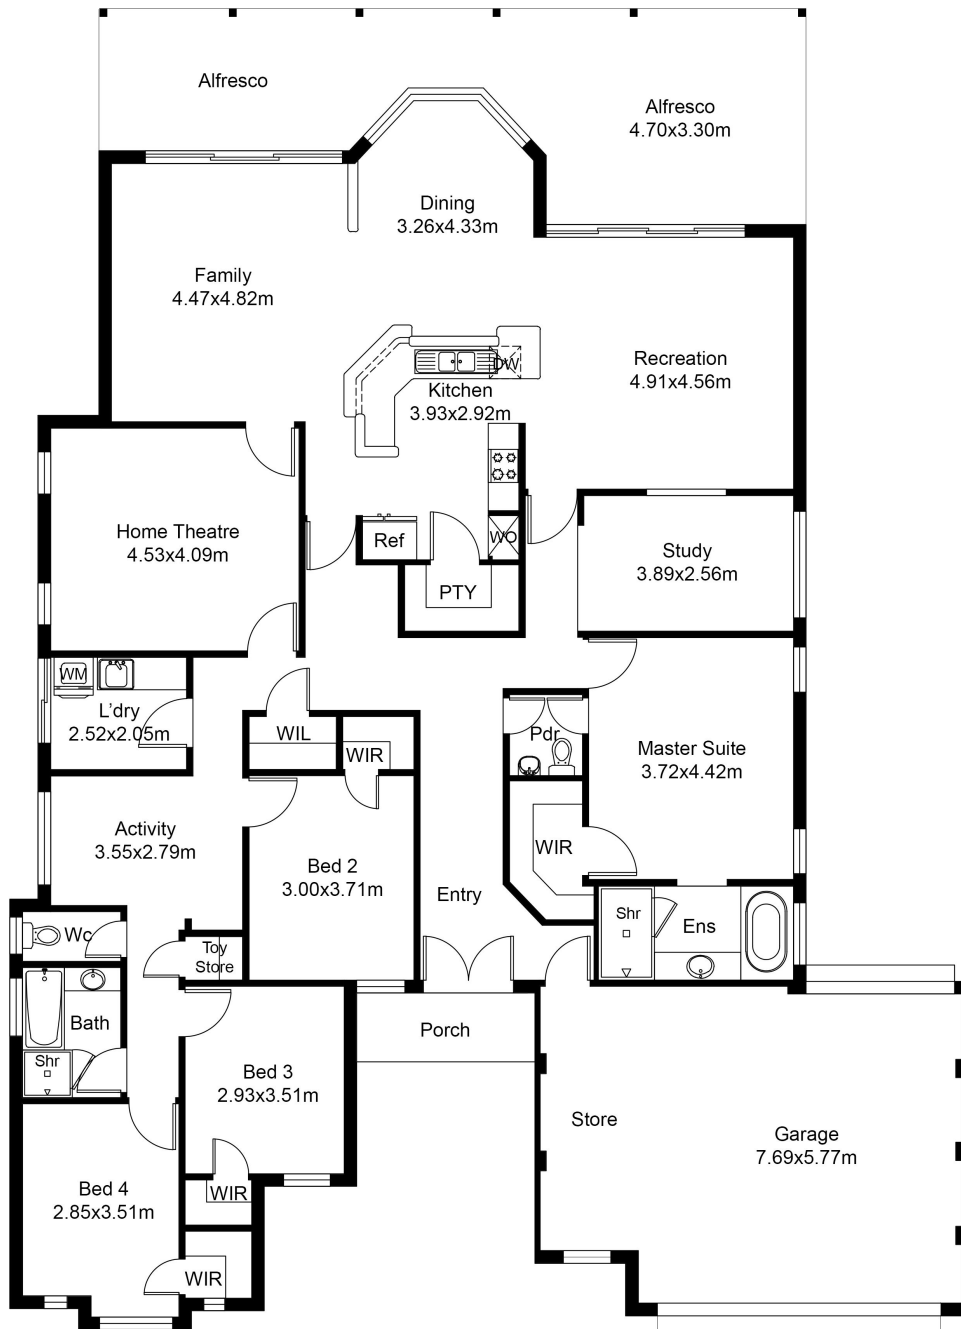 Alfresco
Alfresco
4.70x3.30m
Dining
3.26x4.33m
Family
4.47x4.82m
Recreation
4.91x4.56m
DW
Kitchen
3.93x2.92m
Home Theatre
4.53x4.09m
Ref
WO
Study
3.89x2.56m
PTY
WM
L'dry
2.52x2.05m
WIL
WIR
Pdr
Master Suite
3.72x4.42m
Activity
3.55x2.79m
Bed 2
3.00x3.71m
WIR
Entry
Shr
Ens
Wc
Toy
Store
Bath
Shr
Porch
Bed 3
2.93x3.51m
Store
Garage
7.69x5.77m
Bed 4
2.85x3.51m
WIR
WIR